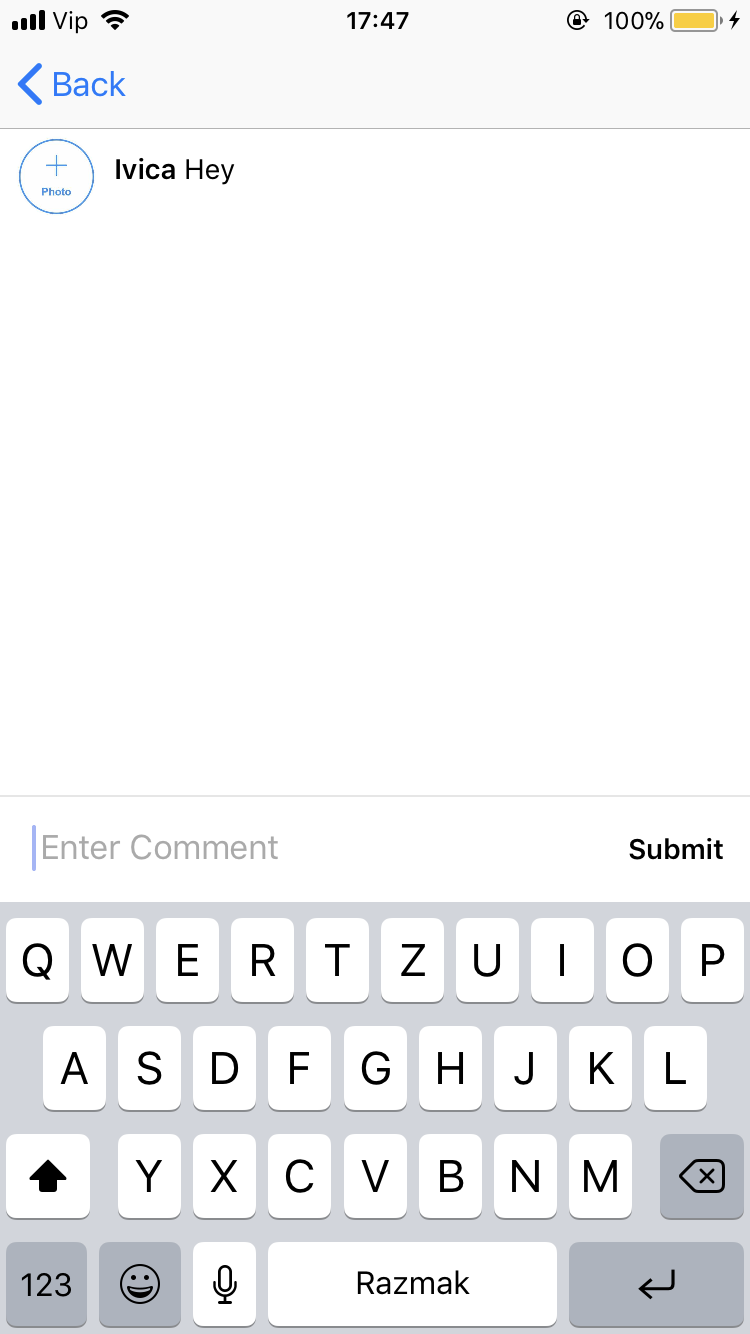 Vip 17:47 100%
Back
Photo
Ivica Hey
Enter Comment Submit
Q W E R T Z U I O P
A S D F G H J K L
Y X C V B N M
123 Razmak